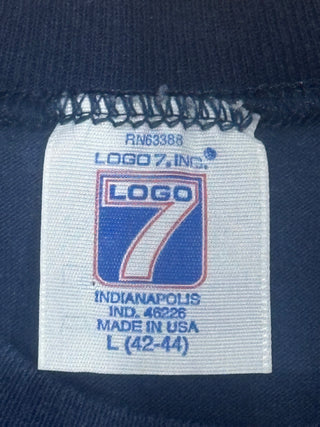 RN63388
LOGO 7, INC.®
LOGO
7
INDIANAPOLIS
IND. 46226
MADE IN USA
L (42-44)